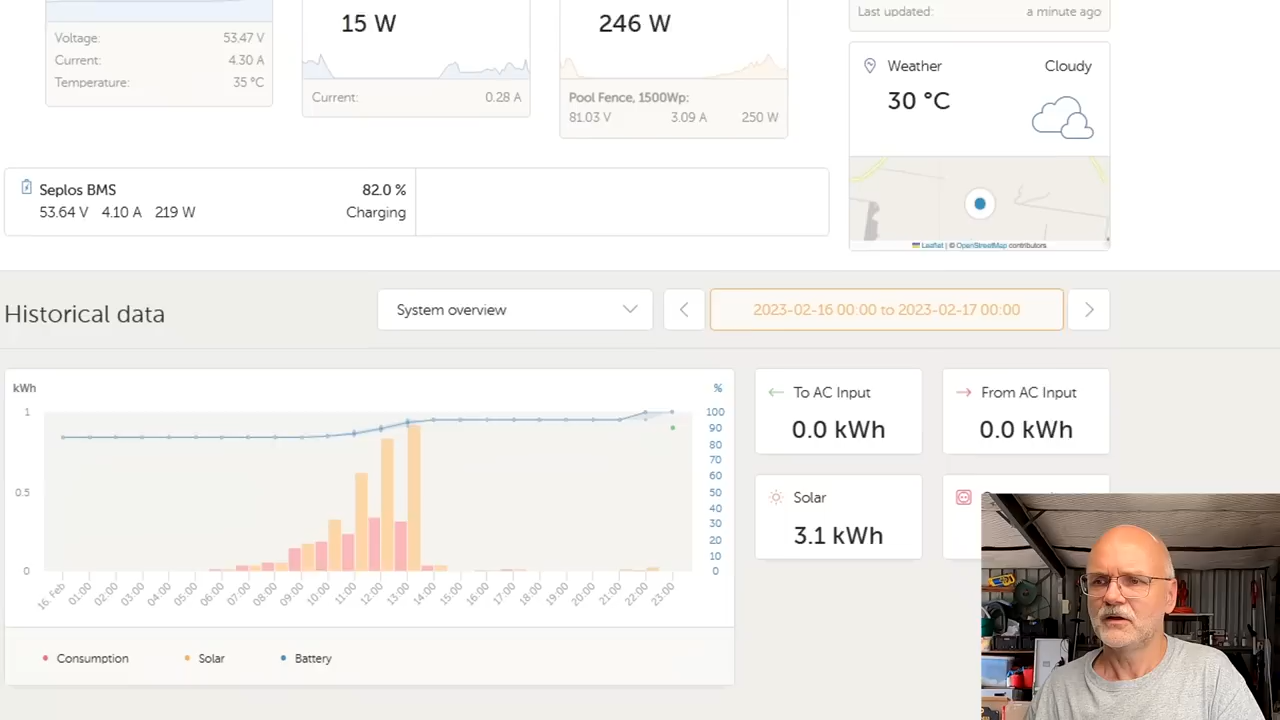 15 W
246 W
Last updated: a minute ago
Voltage: 53,47 V
Current: 4.30 A
Temperature: 35 °C
Current: 0.28 A
Pool Fence, 1500Wp:
81.03 V 3.09 A 250 W
Weather Cloudy
30 °C
Seplos BMS 82.0 %
53.64 V 4.10 A 219 W Charging
Leaflet | © OpenStreetMap contributors
Historical data
System overview
2023-02-16 00:00 to 2023-02-17 00:00
kWh %
1
0.5
0
100
90
80
70
60
50
40
30
20
10
0
16. Feb 01:00 02:00 03:00 04:00 05:00 06:00 07:00 08:00 11:00 12:00 13:00 14:00 15:00 16:00 17:00 18:00 19:00 20:00 21:00 22:00 23:00
Consumption Solar Battery
To AC Input
0.0 kWh
From AC Input
0.0 kWh
Solar
3.1 kWh